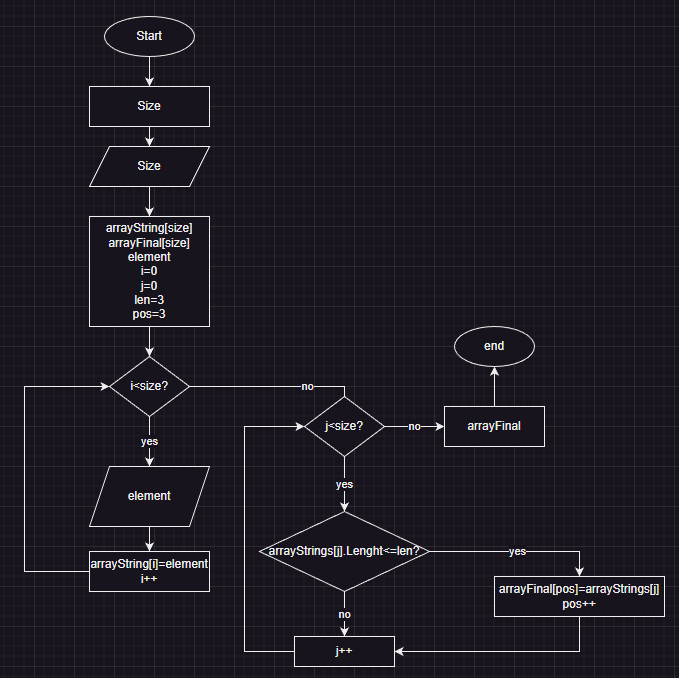 Start
Size
Size
arrayString[size]
arrayFinal[size]
element
i=0
j=0
len=3
pos=3
i<size?
no
yes
element
arrayString[i]=element
i++
j<size?
no
arrayFinal
end
yes
arrayStrings[j].Lenght<=len?
yes
arrayFinal[pos]=arrayStrings[j]
pos++
no
j++